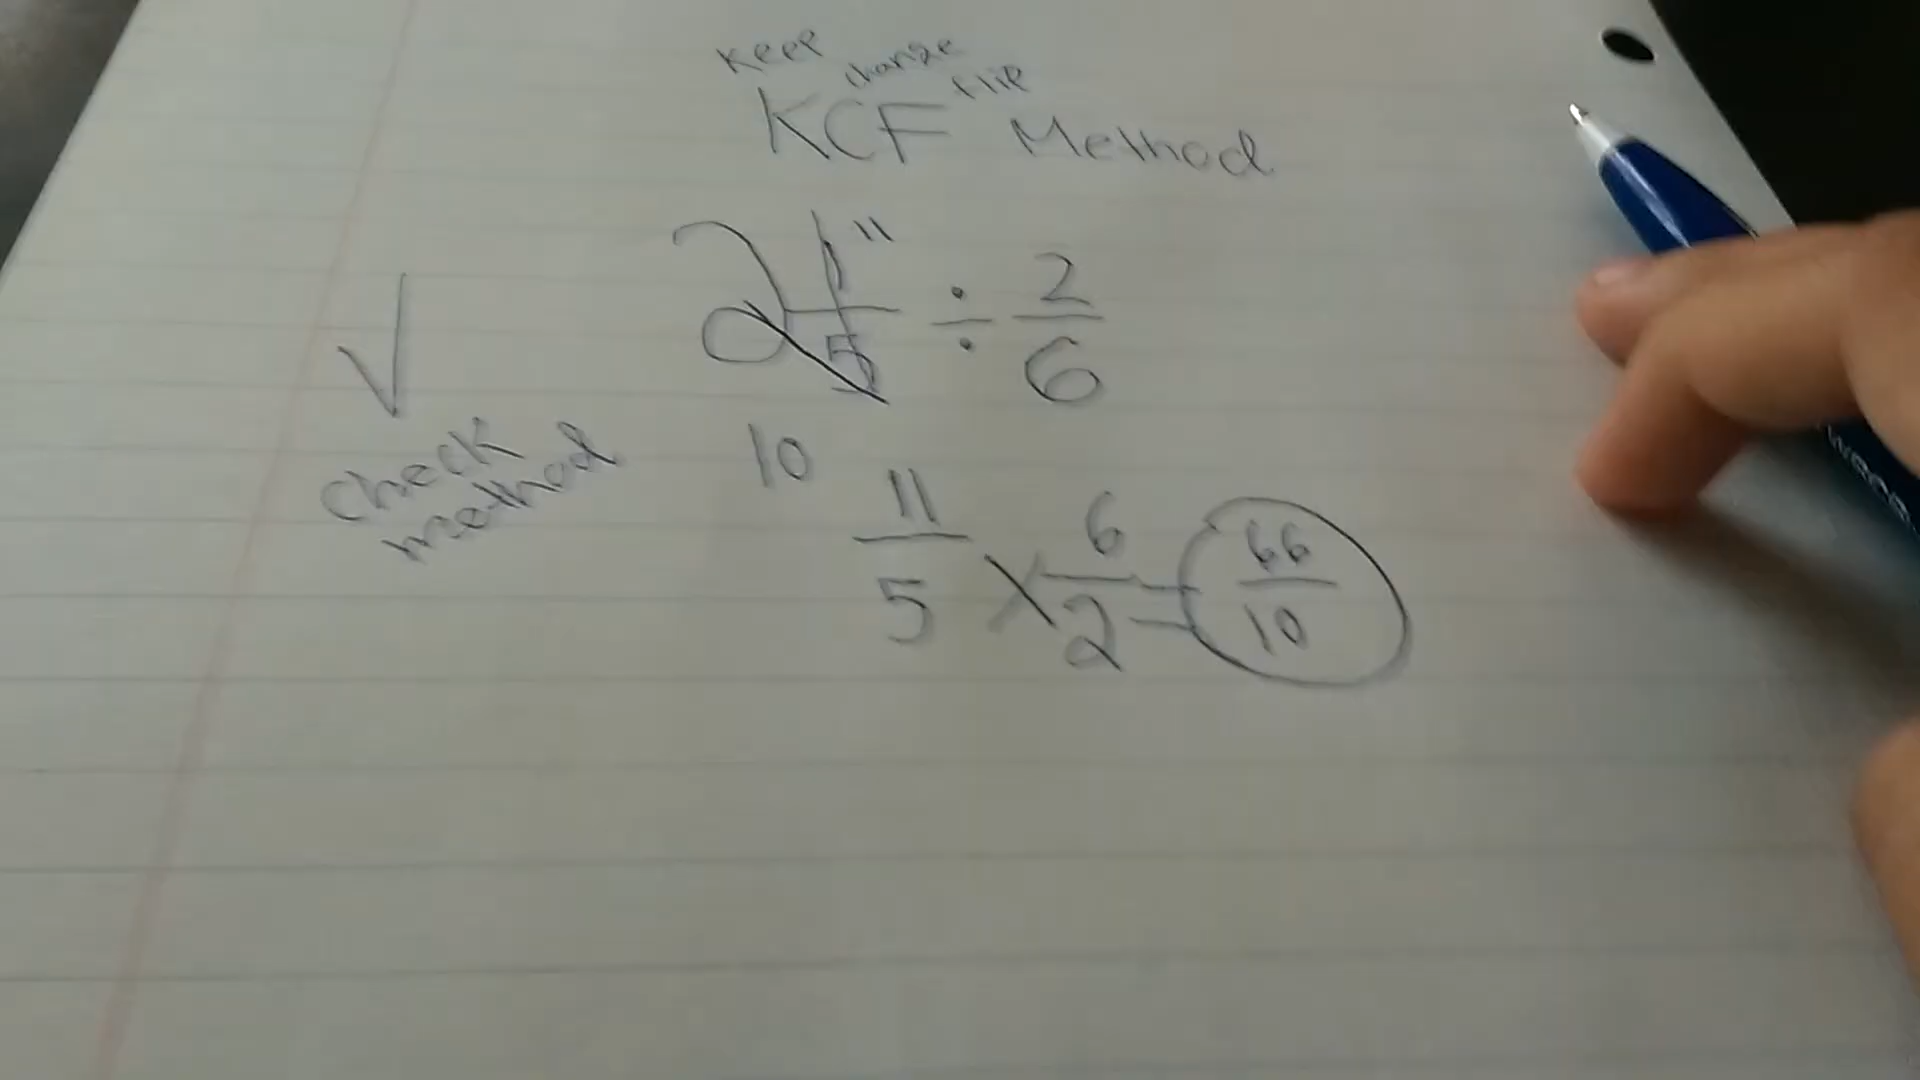 Keep change flip
KCF Method
2 1/5 11 ÷ 2/6
√
check
method
10
11/5 X 6/2 = 66/10